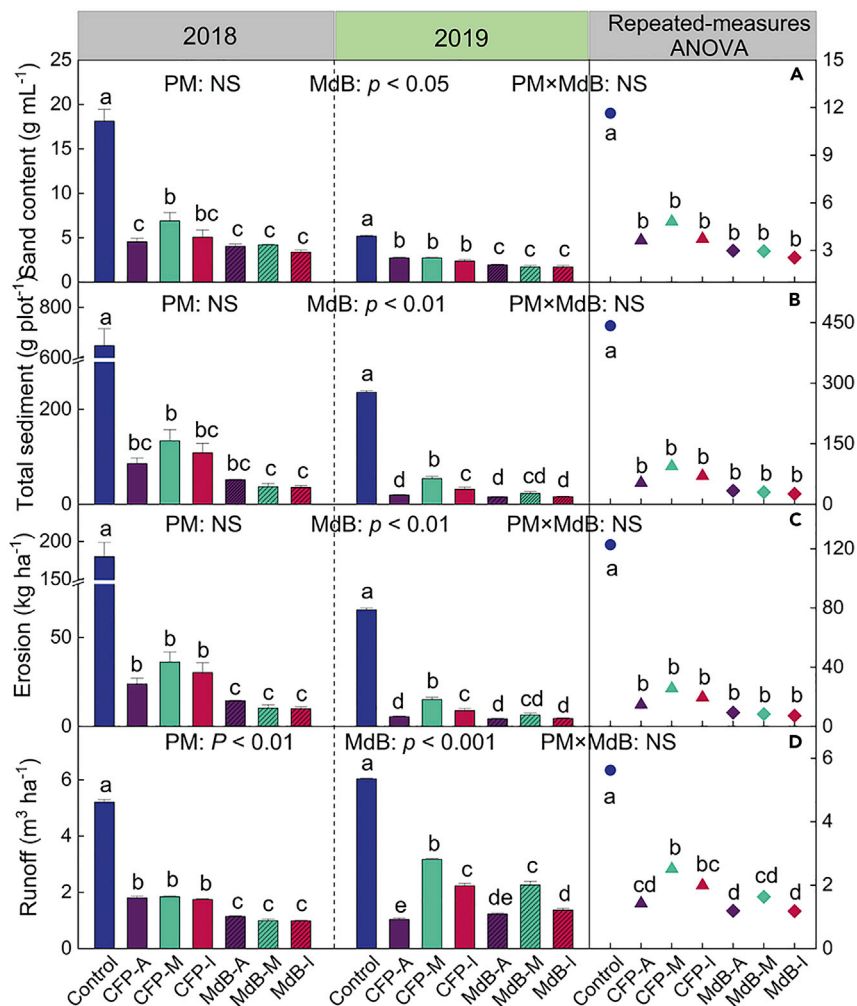 2018 2019 Repeated-measures
ANOVA
25 15
PM: NS MdB: p < 0.05 PM×MdB: NS A
a
20 12
a
15
9
10
b 6
c bc c c c
a b b b c c c
b b b b b b
5 3
0
Sand content (g mL⁻¹)
800
PM: NS MdB: p < 0.01 PM×MdB: NS B
a 450
600 a
a
300
200
bc b bc bc c c
d b c d cd d
b b b b b b
150
0 0
Total sediment (g plot⁻¹)
200
PM: NS MdB: p < 0.01 PM×MdB: NS C
a 120
150 a
a
80
50
b b b c c c
d b c d cd d
b b b b b b
40
0 0
Erosion (kg ha⁻¹)
PM: P < 0.01 MdB: p < 0.001 PM×MdB: NS D
a a
6 6
a
4 4
b b b c c c
e b c de c d
cd b bc d cd d
2 2
0 0
Runoff (m³ ha⁻¹)
Control CFP-A CFP-M CFP-I MdB-A MdB-M MdB-I Control CFP-A CFP-M CFP-I MdB-A MdB-M MdB-I Control CFP-A CFP-M CFP-I MdB-A MdB-M MdB-I